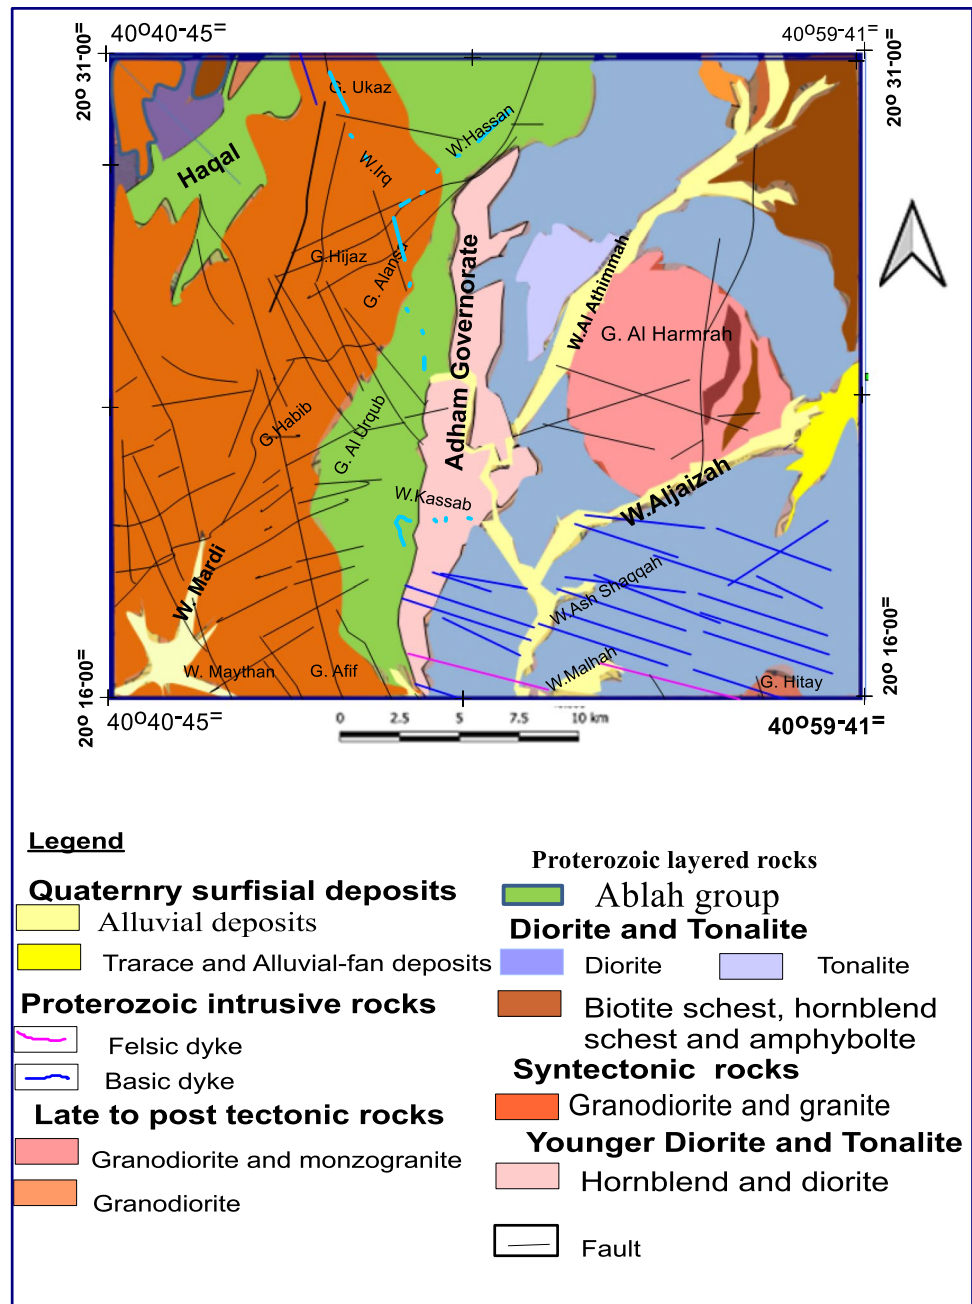 40O40-45=
40O59-41=
20O 31-00=
20O 31-00=
G. Ukaz
W.Hassan
W.Irq
Haqal
G.Hijaz
G. Alansa
Adham Governorate
W.Al Athimmah
G. Al Harmrah
G.Habib
G. Al Urqub
W.Kassab
W.Aljaizah
W. Mardi
W.Ash Shaqqah
W. Maythan
G. Afif
W.Malhah
G. Hitay
20O 16-00=
20O 16-00=
40O40-45=
40O59-41=
0 2.5 5 7.5 10 km
Legend
Quaternry surfisial deposits
Alluvial deposits
Trarace and Alluvial-fan deposits
Proterozoic intrusive rocks
Felsic dyke
Basic dyke
Late to post tectonic rocks
Granodiorite and monzogranite
Granodiorite
Proterozoic layered rocks
Ablah group
Diorite and Tonalite
Diorite
Tonalite
Biotite schest, hornblend
schest and amphybolte
Syntectonic rocks
Granodiorite and granite
Younger Diorite and Tonalite
Hornblend and diorite
Fault